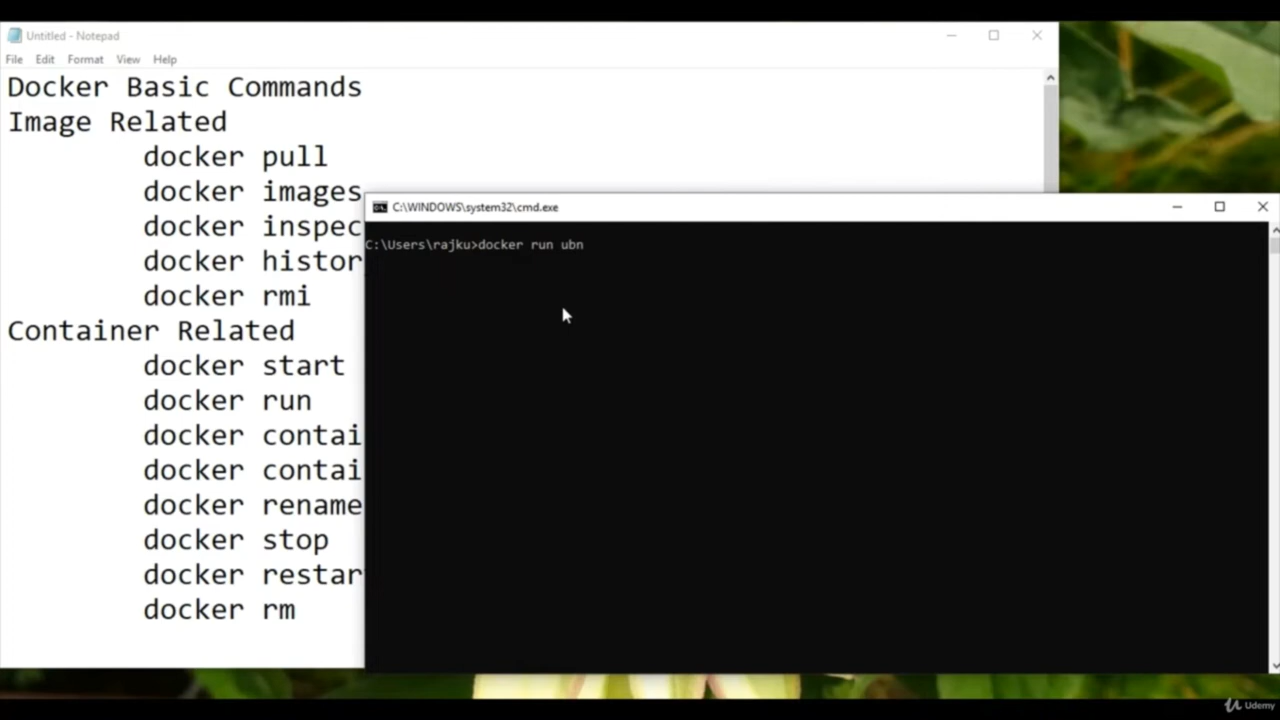 Untitled - Notepad
File Edit Format View Help
Docker Basic Commands
Image Related
docker pull
docker images
docker inspec
docker histor
docker rmi
Container Related
docker start
docker run
docker contai
docker contai
docker rename
docker stop
docker restar
docker rm
C:\WINDOWS\system32\cmd.exe
C:\Users\rajku>docker run ubn
Udemy